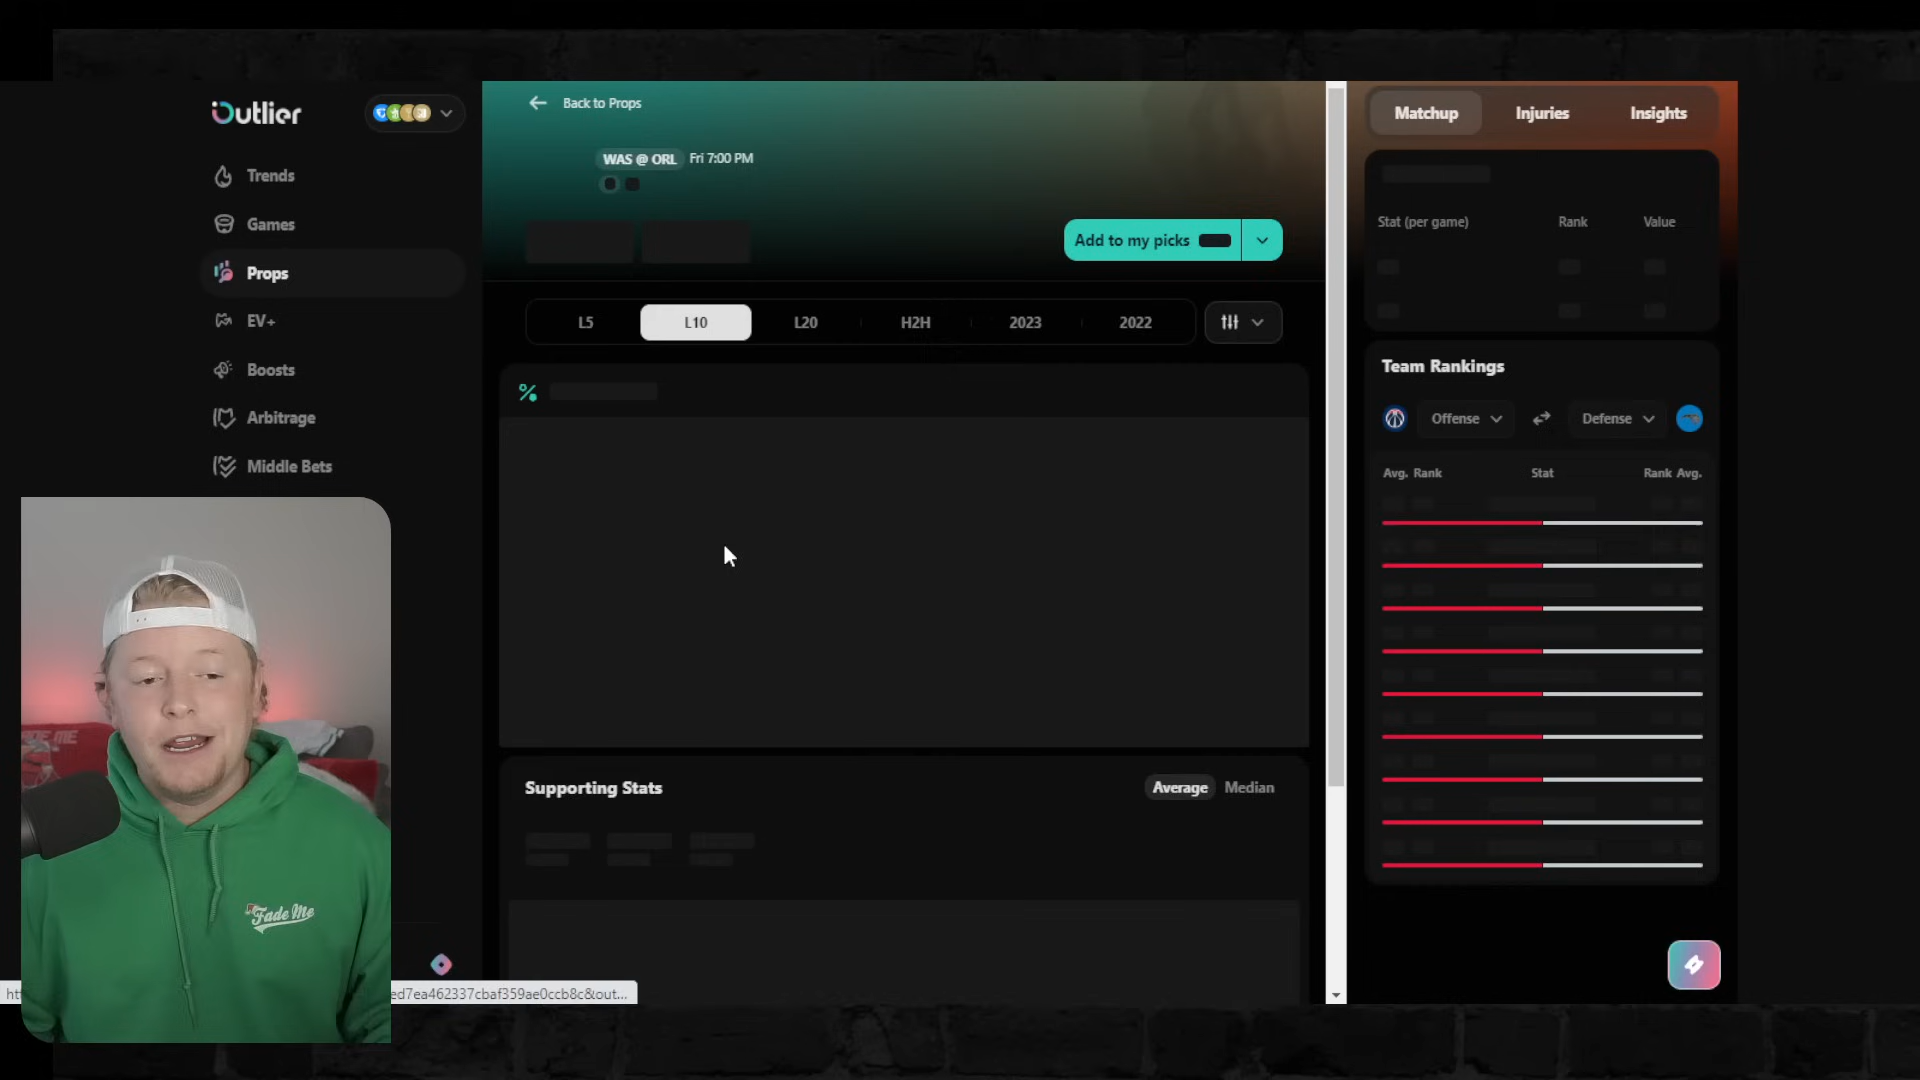 Outlier
Trends
Games
Props
EV+
Boosts
Arbitrage
Middle Bets
Back to Props
WAS @ ORL Fri 7:00 PM
Add to my picks
L5 L10 L20 H2H 2023 2022
%
Supporting Stats
Average Median
Matchup Injuries Insights
Stat (per game) Rank Value
Team Rankings
Offense Defense
Avg. Rank Stat Rank Avg.
Fade Me
ed7ea462337cbaf359ae0ccb8c&out...